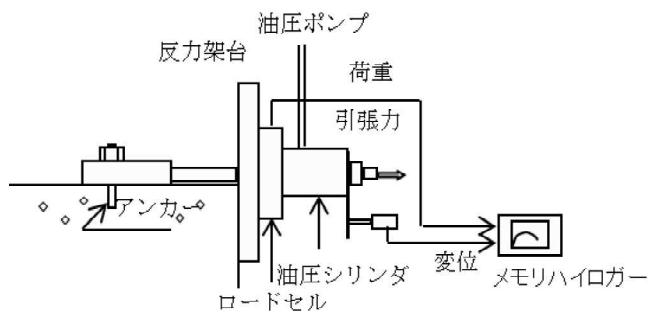 油圧ポンプ
反力架台
荷重
引張力
アンカー
変位
油圧シリンダ
メモリハイロガー
ロードセル